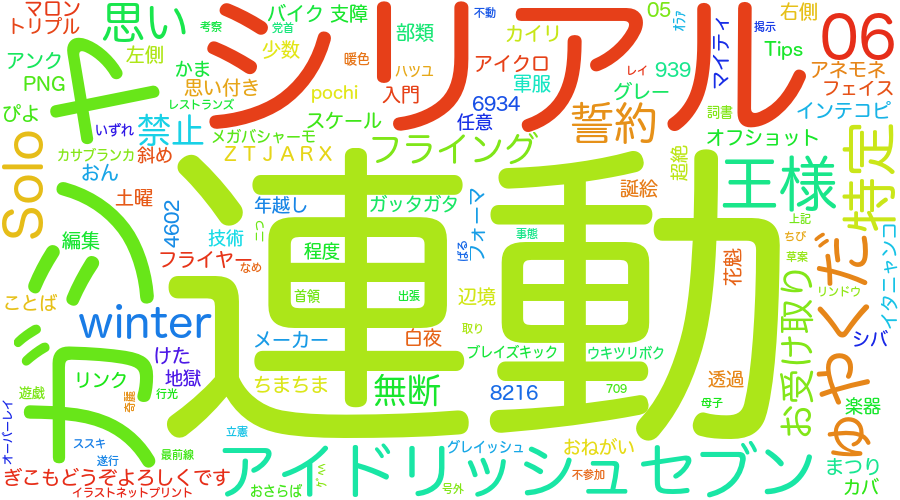 マロン
トリプル
思い
シリアル
考察
党首
バイク
支障
不動
05
オラァ
掲示
右側
06
アンク
左側
少数
暖色
部類
カイリ
マイティ
Tips
PNG
かま
思い付き
ハツユ
アイクロ
軍服
レイ
939
アネモネ
フェイス
ぴよ
レストランズ
pochi
入門
6934
グレー
詞書
インテコピ
いずれ
禁止
メガバシャーモ
スケール
任意
誓約
オフショット
特定
Solo
カサブランカ
斜め
ZTJARX
フライング
超絶
おん
誕絵
王様
土曜
4602
年越し
ガッタガタ
フォーマ
上記
ガシャ
編集
技術
こっ
程度
運動
ぱる
事態
花魁
ちび
ゆやくだ
イタニャンコ
フライヤー
なめ
草案
ことば
首領
出張
辺境
お受け取り
リンドウ
winter
メーカー
白夜
取り
シバ
けた
ブレイズキック
ウキツリボク
リンク
地獄
ちまちま
無断
8216
709
透過
遊戯
奇麗
行光
母子
楽器
オーバーレイ
立憲
ススキ
遂行
最前線
アイドリッシュセブン
グレイッシュ
おねがい
まつり
ぎこもどうぞよろしくです
不参加
カバ
イラストネットプリント
おさらば
号外